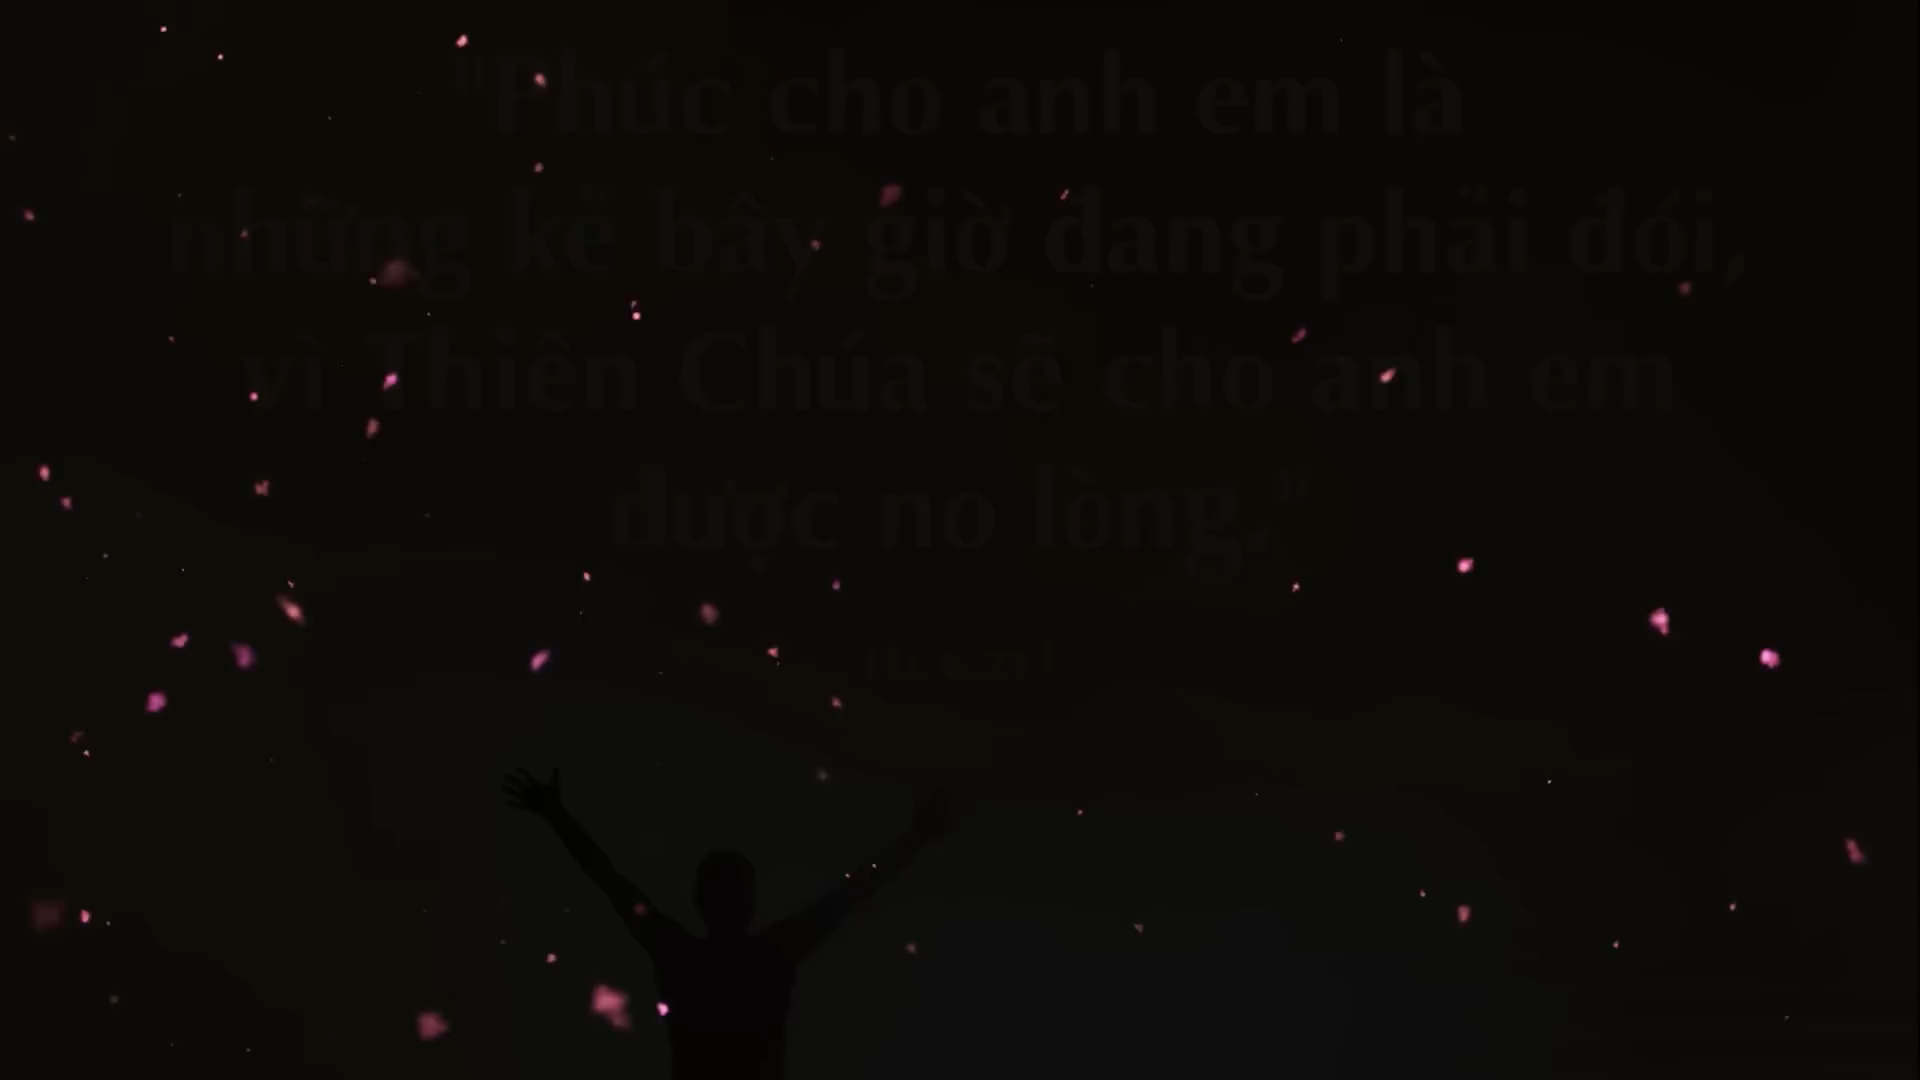 "Phúc cho anh em là
những kẻ bây giờ đang phải đói,
vì Thiên Chúa sẽ cho anh em
được no lòng."